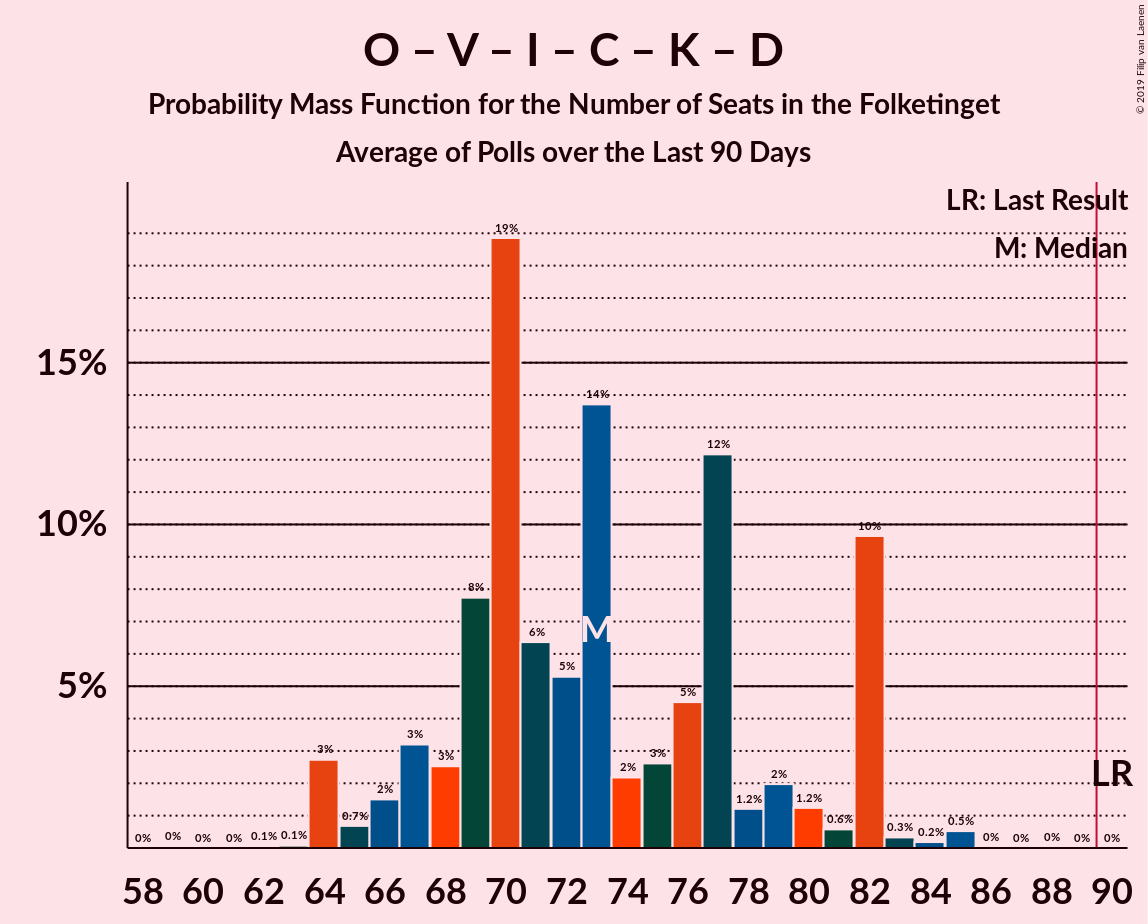 O – V – I – C – K – D
Probability Mass Function for the Number of Seats in the Folketinget
Average of Polls over the Last 90 Days
© 2019 Filip van Laenen
LR: Last Result
M: Median
19%
15%
14%
12%
10%
10%
8%
6%
5%
5%
5%
M
3%
3%
3%
3%
2%
2%
2%
1.2%
1.2%
LR
0.7%
0.6%
0.5%
0.3%
0.2%
0% 0% 0% 0% 0.1% 0.1%
0% 0% 0% 0% 0%
58 60 62 64 66 68 70 72 74 76 78 80 82 84 86 88 90